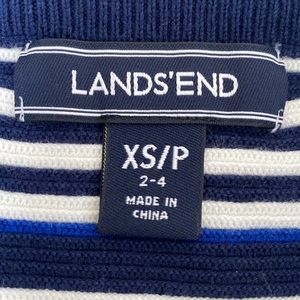 LANDS'END
XS/P
2-4
MADE IN
CHINA